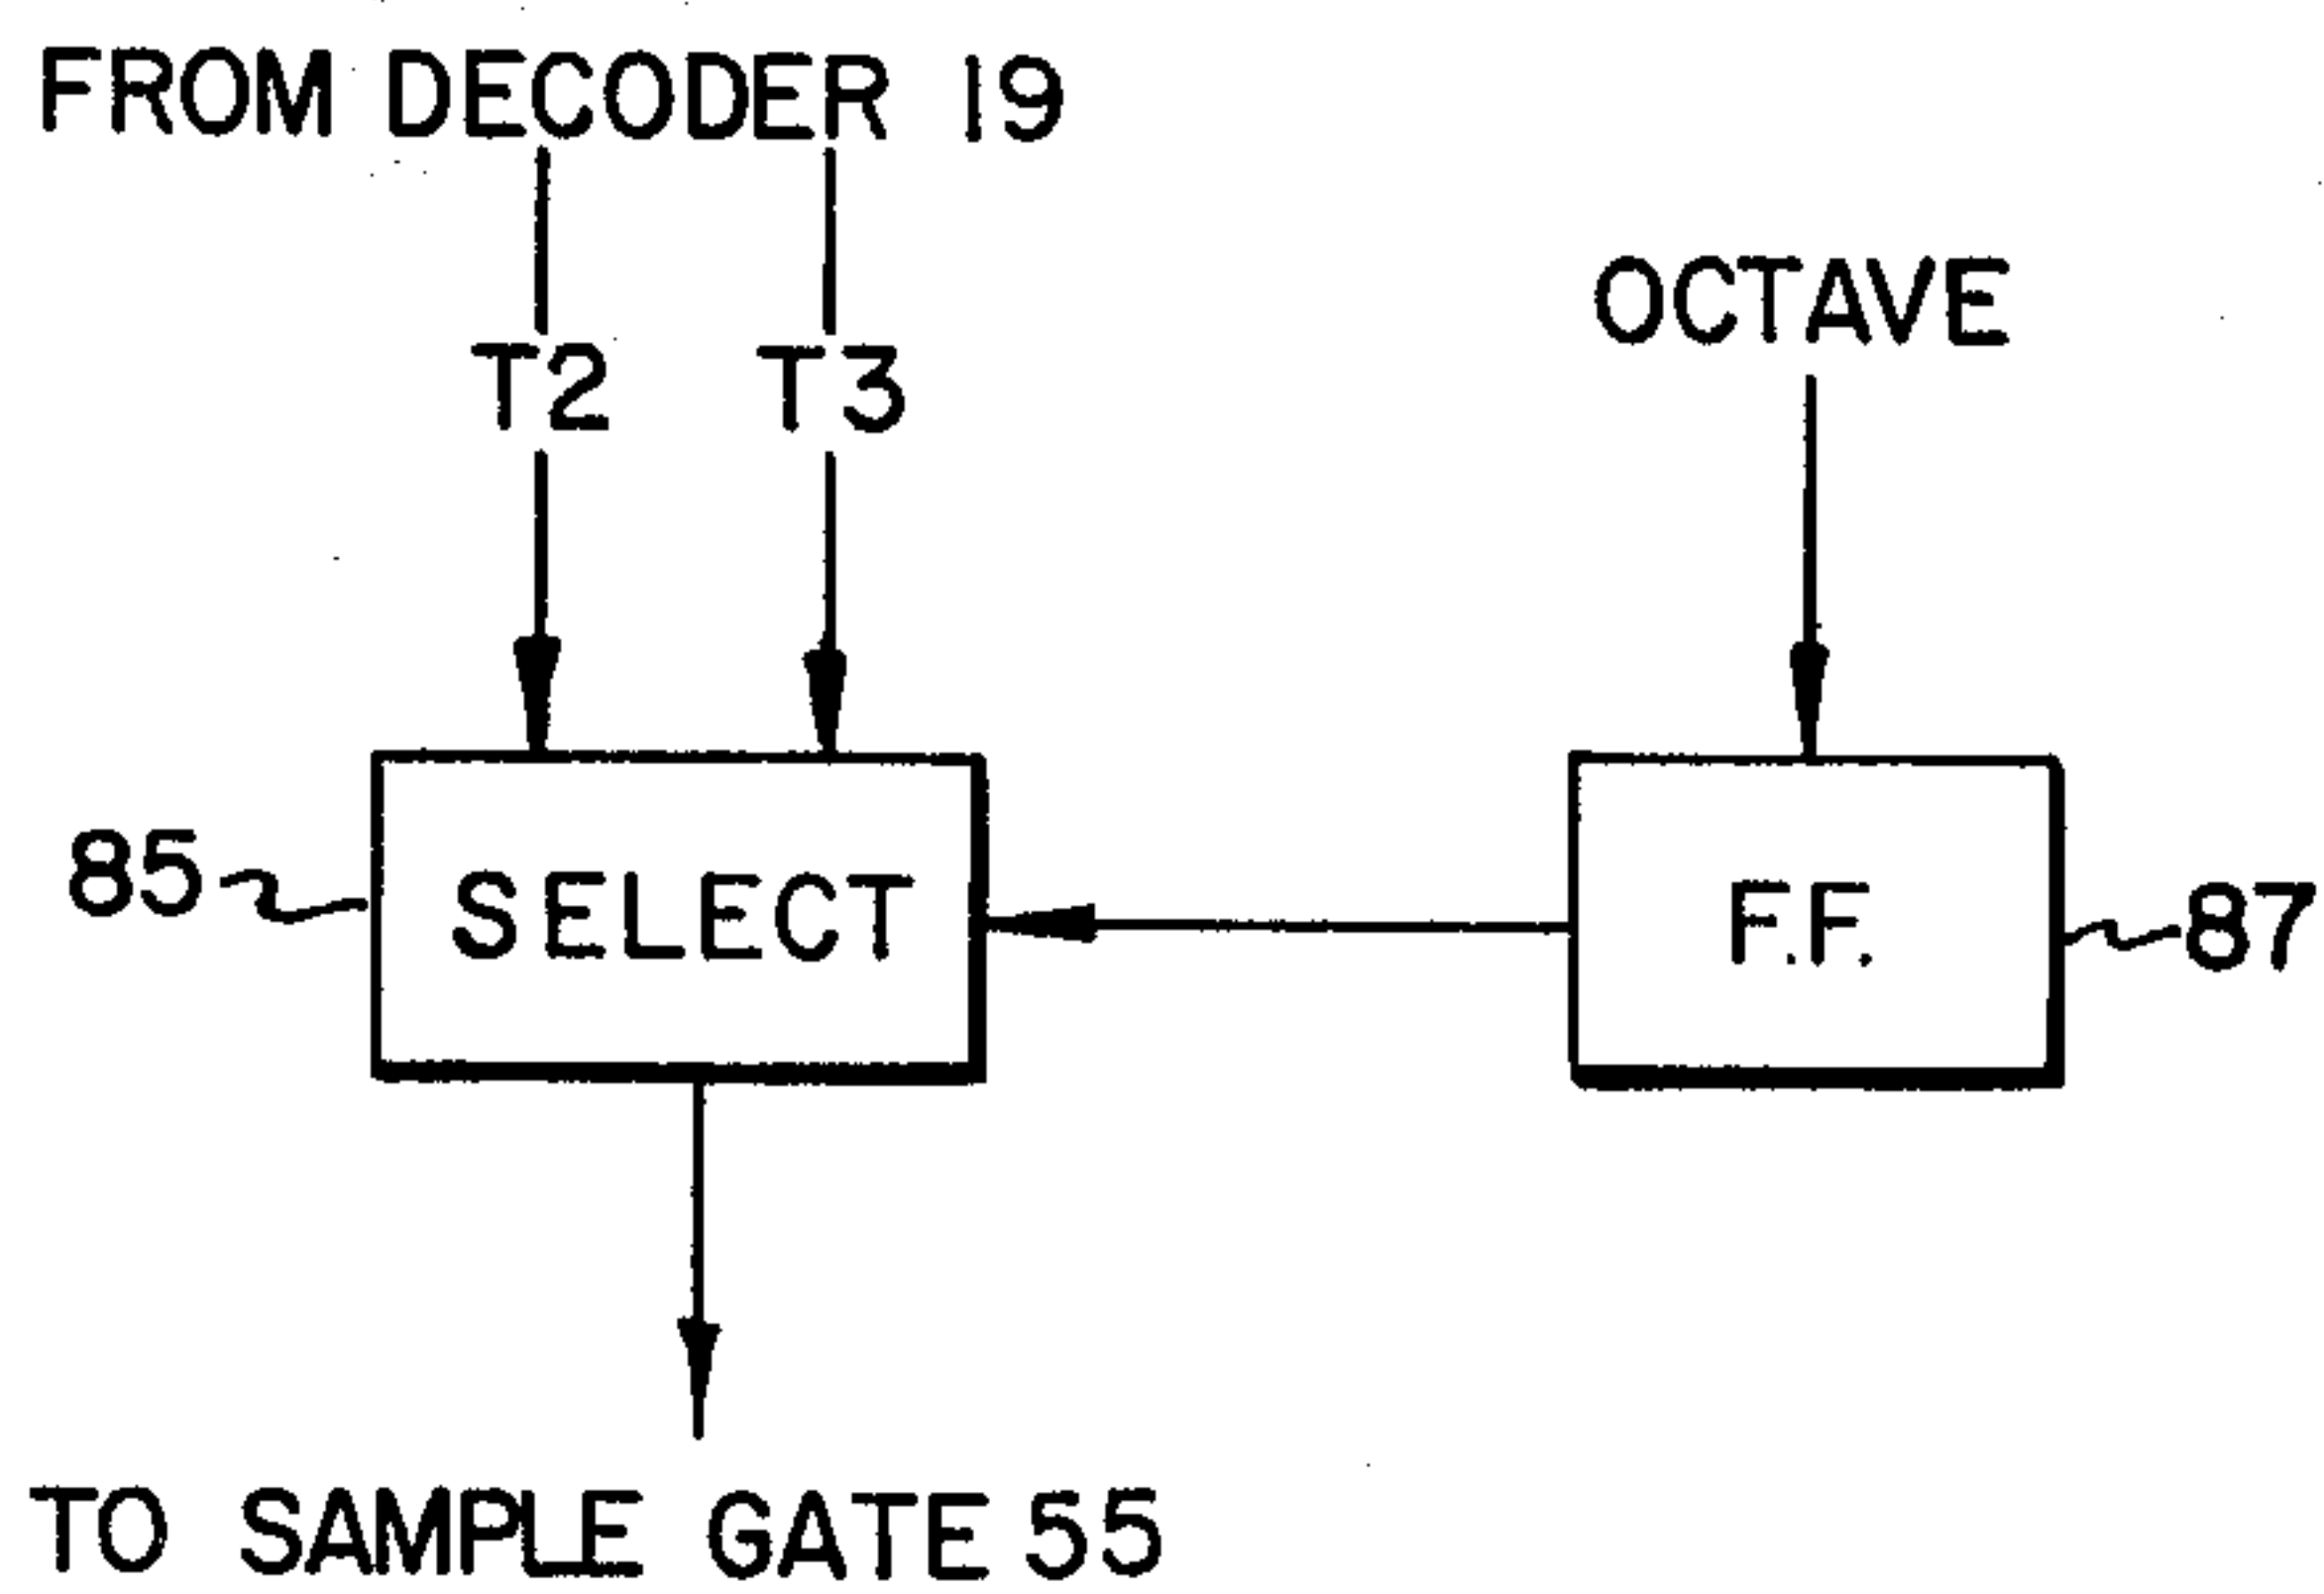 FROM DECODER 19
OCTAVE
T2 T3
85 SELECT F.F. 87
TO SAMPLE GATE 55